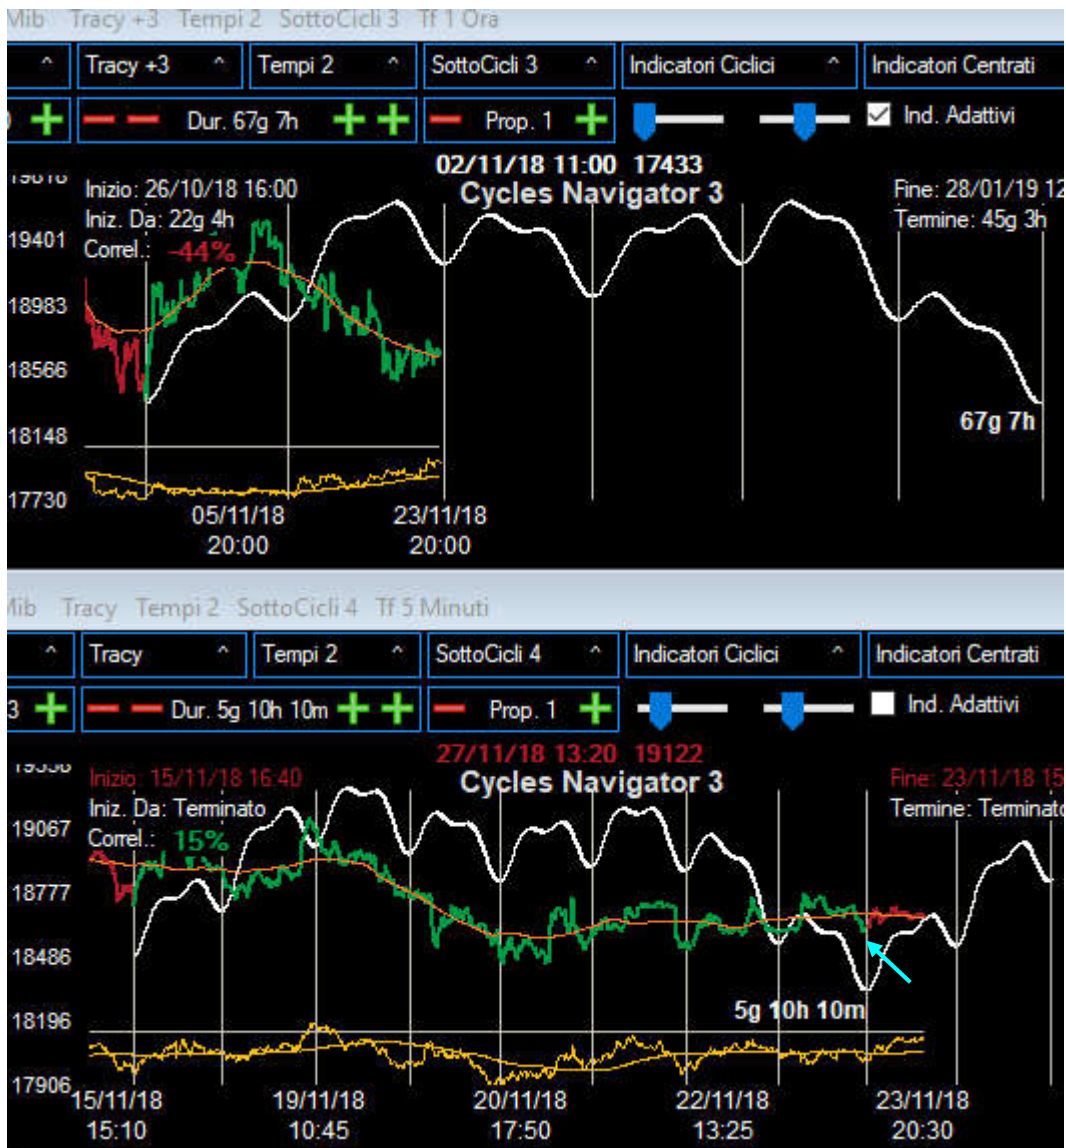 Mib Tracy +3 Tempi 2 SottoCicli 3 Tf 1 Ora
^ Tracy +3 ^ Tempi 2 ^ SottoCicli 3 ^ Indicatori Ciclici ^ Indicatori Centrati
Dur. 67g 7h Prop. 1 Ind. Adattivi
02/11/18 11:00 17433
Cycles Navigator 3
Inizio: 26/10/18 16:00 Fine: 28/01/19 12
Iniz. Da: 22g 4h Termine: 45g 3h
Correl.: -44%
19401
18983
18566
18148
17730
67g 7h
05/11/18 23/11/18
20:00 20:00
Mib Tracy Tempi 2 SottoCicli 4 Tf 5 Minuti
^ Tracy ^ Tempi 2 ^ SottoCicli 4 ^ Indicatori Ciclici ^ Indicatori Centrati
3 Dur. 5g 10h 10m Prop. 1 Ind. Adattivi
27/11/18 13:20 19122
Cycles Navigator 3
Inizio: 15/11/18 16:40 Fine: 23/11/18 15
Iniz. Da: Terminato Termine: Terminato
Correl.: 15%
19067
18777
18486
18196
17906
5g 10h 10m
15/11/18 19/11/18 20/11/18 22/11/18 23/11/18
15:10 10:45 17:50 13:25 20:30